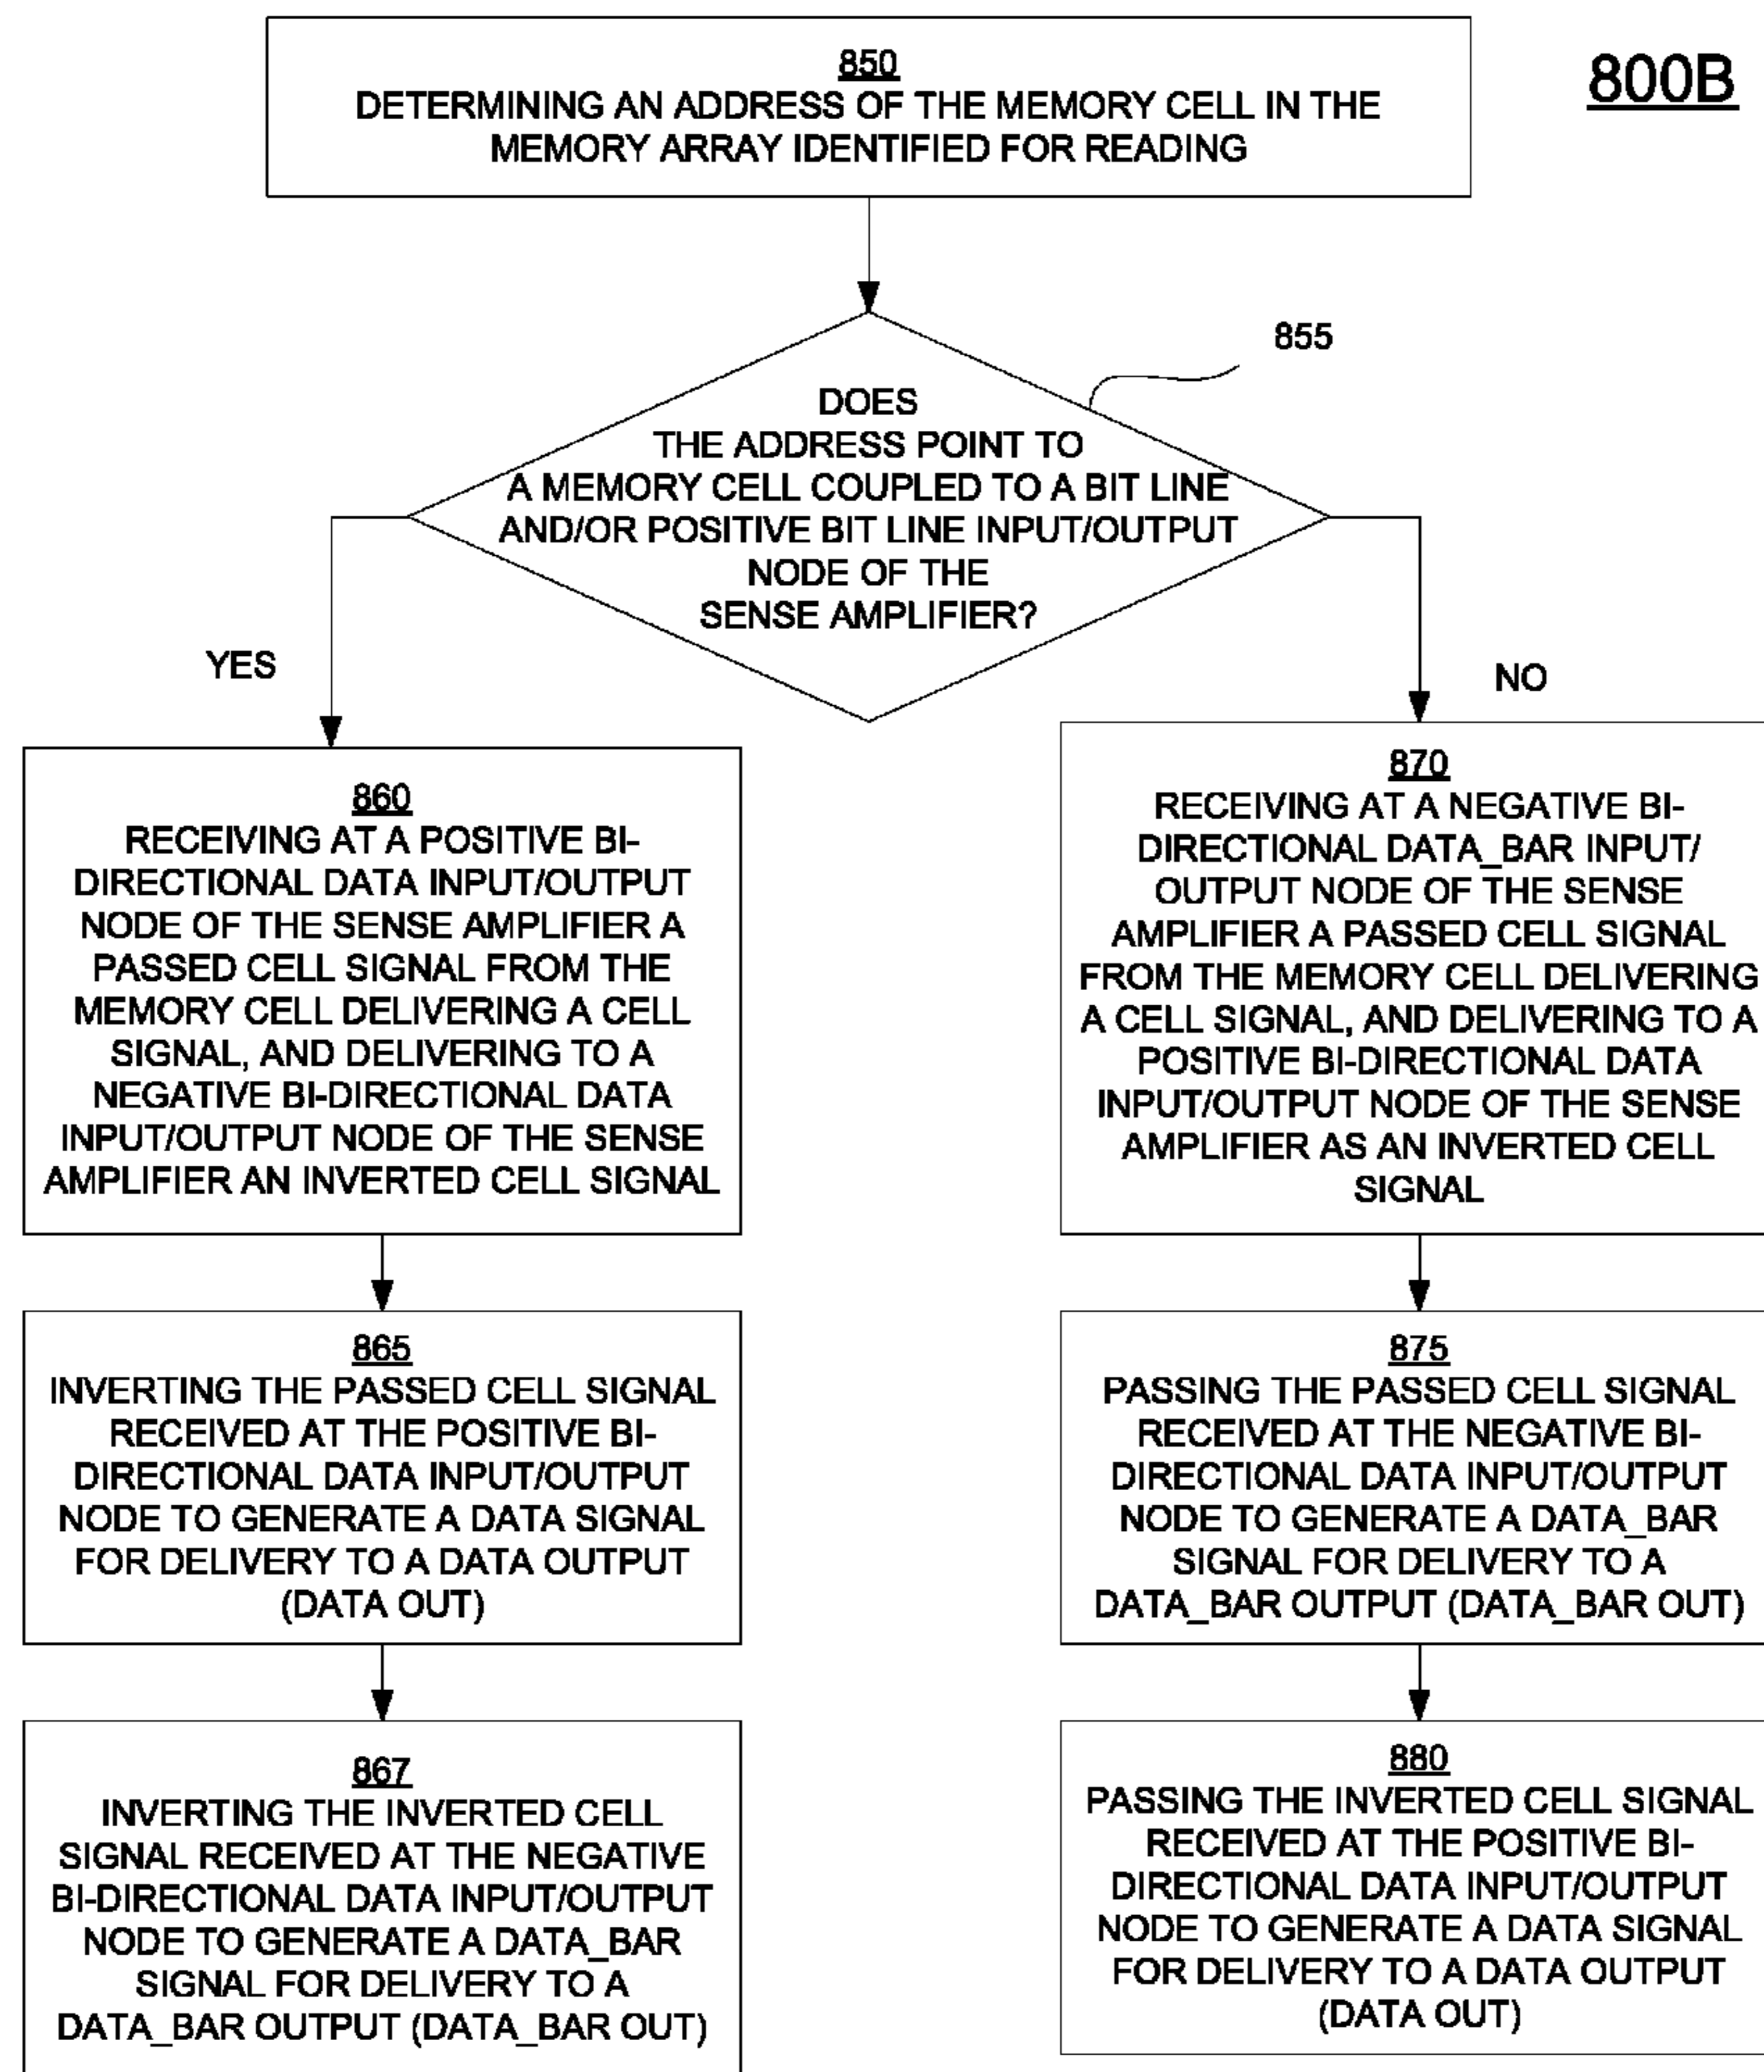 800B
850
DETERMINING AN ADDRESS OF THE MEMORY CELL IN THE
MEMORY ARRAY IDENTIFIED FOR READING
855
DOES
THE ADDRESS POINT TO
A MEMORY CELL COUPLED TO A BIT LINE
AND/OR POSITIVE BIT LINE INPUT/OUTPUT
NODE OF THE
SENSE AMPLIFIER?
YES
NO
860
RECEIVING AT A POSITIVE BI-
DIRECTIONAL DATA INPUT/OUTPUT
NODE OF THE SENSE AMPLIFIER A
PASSED CELL SIGNAL FROM THE
MEMORY CELL DELIVERING A CELL
SIGNAL, AND DELIVERING TO A
NEGATIVE BI-DIRECTIONAL DATA
INPUT/OUTPUT NODE OF THE SENSE
AMPLIFIER AN INVERTED CELL SIGNAL
865
INVERTING THE PASSED CELL SIGNAL
RECEIVED AT THE POSITIVE BI-
DIRECTIONAL DATA INPUT/OUTPUT
NODE TO GENERATE A DATA SIGNAL
FOR DELIVERY TO A DATA OUTPUT
(DATA OUT)
867
INVERTING THE INVERTED CELL
SIGNAL RECEIVED AT THE NEGATIVE
BI-DIRECTIONAL DATA INPUT/OUTPUT
NODE TO GENERATE A DATA_BAR
SIGNAL FOR DELIVERY TO A
DATA_BAR OUTPUT (DATA_BAR OUT)
870
RECEIVING AT A NEGATIVE BI-
DIRECTIONAL DATA_BAR INPUT/
OUTPUT NODE OF THE SENSE
AMPLIFIER A PASSED CELL SIGNAL
FROM THE MEMORY CELL DELIVERING
A CELL SIGNAL, AND DELIVERING TO A
POSITIVE BI-DIRECTIONAL DATA
INPUT/OUTPUT NODE OF THE SENSE
AMPLIFIER AS AN INVERTED CELL
SIGNAL
875
PASSING THE PASSED CELL SIGNAL
RECEIVED AT THE NEGATIVE BI-
DIRECTIONAL DATA INPUT/OUTPUT
NODE TO GENERATE A DATA_BAR
SIGNAL FOR DELIVERY TO A
DATA_BAR OUTPUT (DATA_BAR OUT)
880
PASSING THE INVERTED CELL SIGNAL
RECEIVED AT THE POSITIVE BI-
DIRECTIONAL DATA INPUT/OUTPUT
NODE TO GENERATE A DATA SIGNAL
FOR DELIVERY TO A DATA OUTPUT
(DATA OUT)